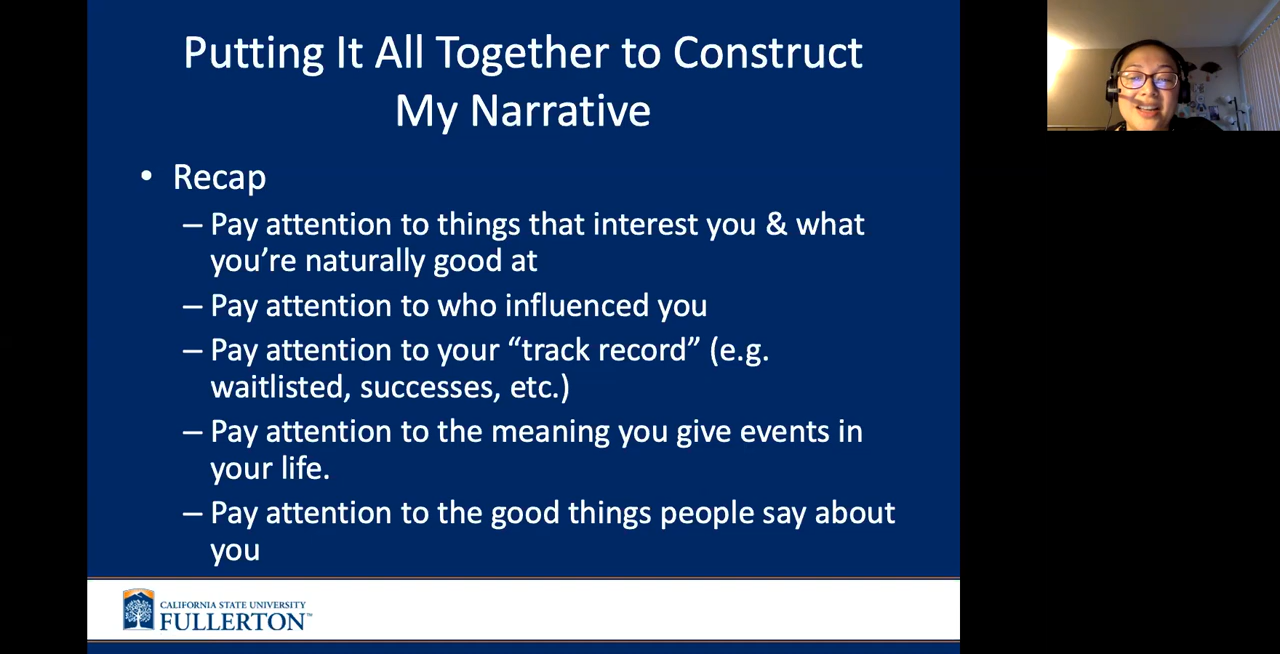 Putting It All Together to Construct
My Narrative
• Recap
– Pay attention to things that interest you & what
you’re naturally good at
– Pay attention to who influenced you
– Pay attention to your “track record” (e.g.
waitlisted, successes, etc.)
– Pay attention to the meaning you give events in
your life.
– Pay attention to the good things people say about
you
CALIFORNIA STATE UNIVERSITY
FULLERTON™